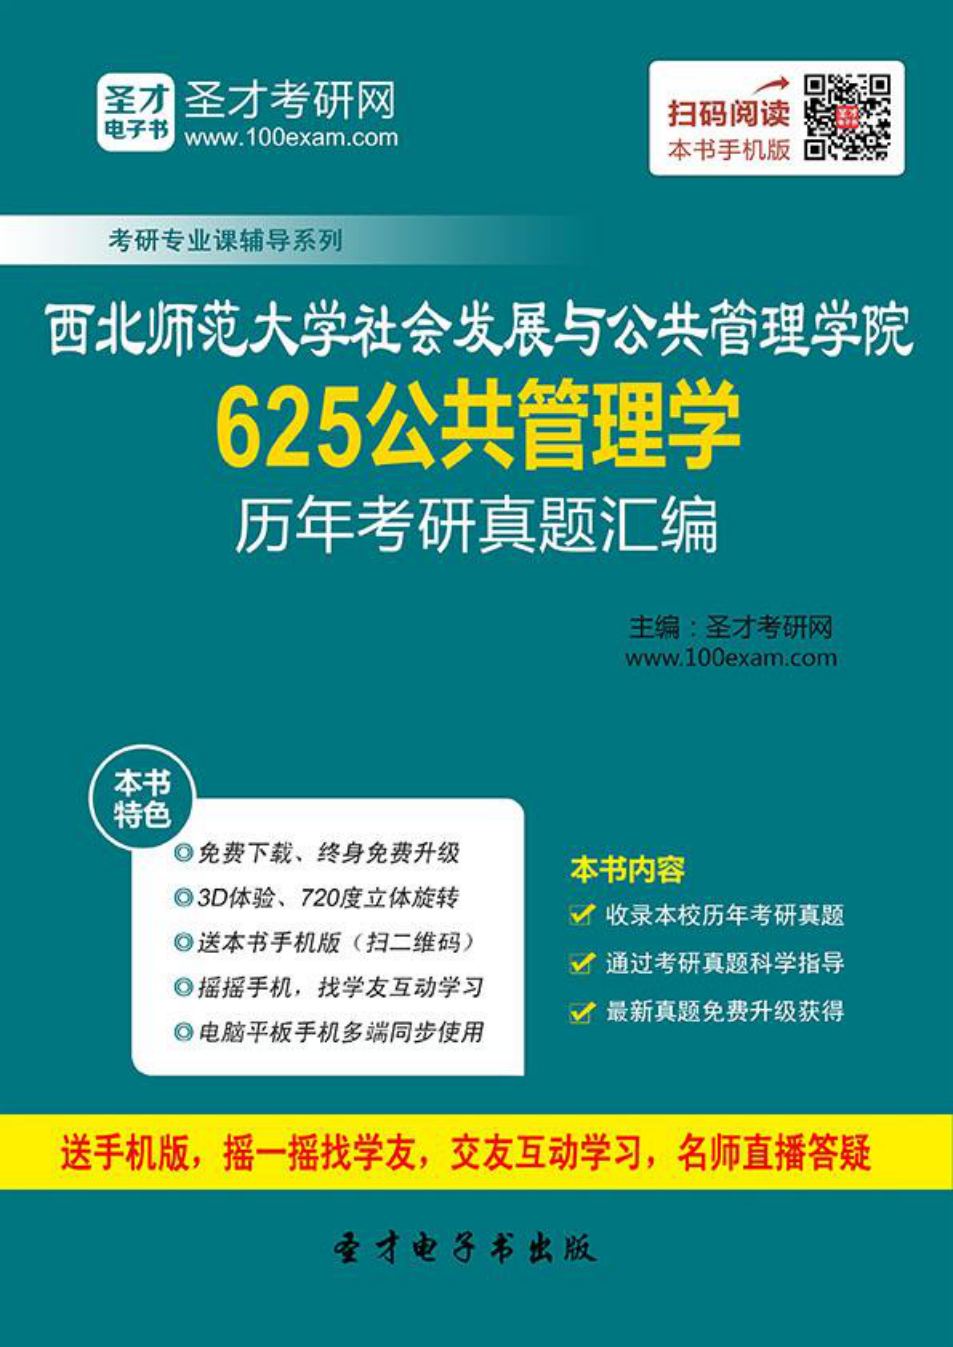 圣才
电子书
圣才考研网
www.100exam.com
扫码阅读
本书手机版
圣才
考研专业课辅导系列
西北师范大学社会发展与公共管理学院
625公共管理学
历年考研真题汇编
主编：圣才考研网
www.100exam.com
本书
特色
◎免费下载、终身免费升级
◎3D体验、720度立体旋转
◎送本书手机版（扫二维码）
◎摇摇手机，找学友互动学习
◎电脑平板手机多端同步使用
本书内容
收录本校历年考研真题
通过考研真题科学指导
最新真题免费升级获得
送手机版，摇一摇找学友，交友互动学习，名师直播答疑
圣才电子书出版